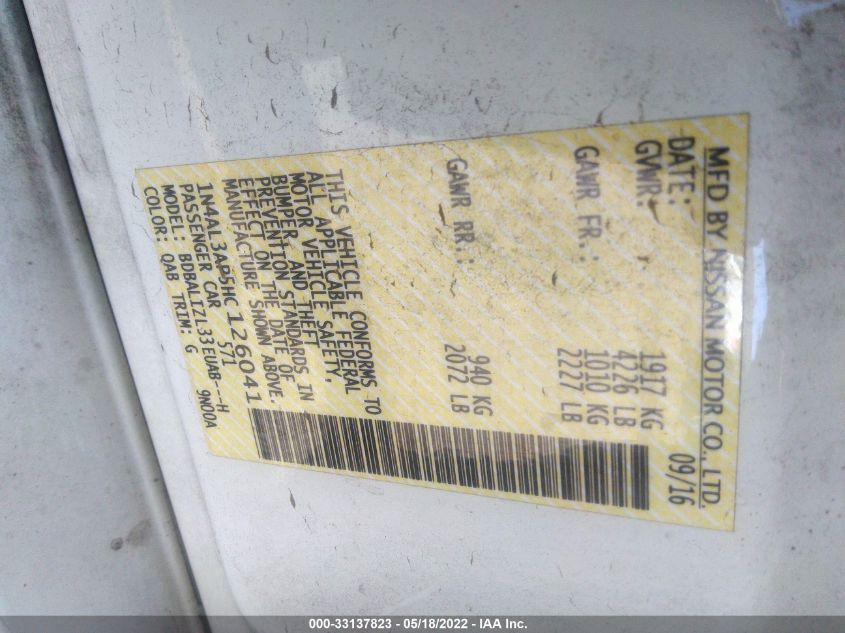 MFD BY NISSAN MOTOR CO., LTD.
DATE: 09/16
GVWR: 1917 KG
4226 LB
GAWR FR.: 1010 KG
2227 LB
GAWR RR.: 940 KG
2072 LB
THIS VEHICLE CONFORMS TO
ALL APPLICABLE FEDERAL
MOTOR VEHICLE SAFETY,
BUMPER, AND THEFT
PREVENTION STANDARDS IN
EFFECT ON THE DATE OF
MANUFACTURE SHOWN ABOVE.
1N4AL3AP5HC126041
PASSENGER CAR 571
MODEL: BDBALIZL33EUAB---H
COLOR: QAB TRIM: G 9N00A
000-33137823 - 05/18/2022 - IAA Inc.